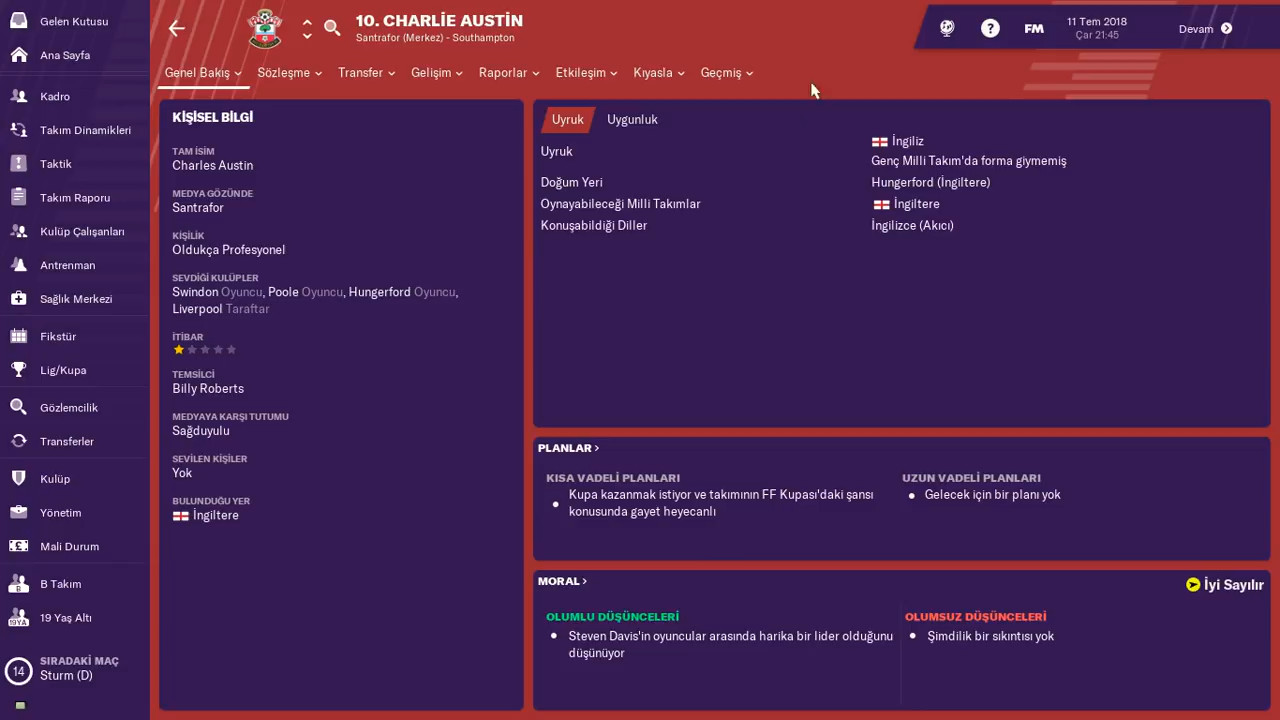 Gelen Kutusu
Ana Sayfa
Kadro
Takım Dinamikleri
Taktik
Takım Raporu
Kulüp Çalışanları
Antrenman
Sağlık Merkezi
Fikstür
Lig/Kupa
Gözlemcilik
Transferler
Kulüp
Yönetim
Mali Durum
B Takım
19 Yaş Altı
14
SIRADAKİ MAÇ
Sturm (D)
10. CHARLİE AUSTİN
Santrafor (Merkez) - Southampton
?
FM
11 Tem 2018
Çar 21:45
Devam
Genel Bakış
Sözleşme
Transfer
Gelişim
Raporlar
Etkileşim
Kıyasla
Geçmiş
KİŞİSEL BİLGİ
TAM İSİM
Charles Austin
MEDYA GÖZÜNDE
Santrafor
KİŞİLİK
Oldukça Profesyonel
SEVDİĞİ KULÜPLER
Swindon Oyuncu, Poole Oyuncu, Hungerford Oyuncu,
Liverpool Taraftar
İTİBAR
TEMSİLCİ
Billy Roberts
MEDYAYA KARŞI TUTUMU
Sağduyulu
SEVİLEN KİŞİLER
Yok
BULUNDUĞU YER
İngiltere
Uyruk
Uygunluk
Uyruk
İngiliz
Genç Milli Takım'da forma giymemiş
Doğum Yeri
Hungerford (İngiltere)
Oynayabileceği Milli Takımlar
İngiltere
Konuşabildiği Diller
İngilizce (Akıcı)
PLANLAR >
KISA VADELİ PLANLARI
Kupa kazanmak istiyor ve takımının FF Kupası'daki şansı
konusunda gayet heyecanlı
UZUN VADELİ PLANLARI
Gelecek için bir planı yok
MORAL >
İyi Sayılır
OLUMLU DÜŞÜNCELERİ
Steven Davis'in oyuncular arasında harika bir lider olduğunu
düşünüyor
OLUMSUZ DÜŞÜNCELERİ
Şimdilik bir sıkıntısı yok